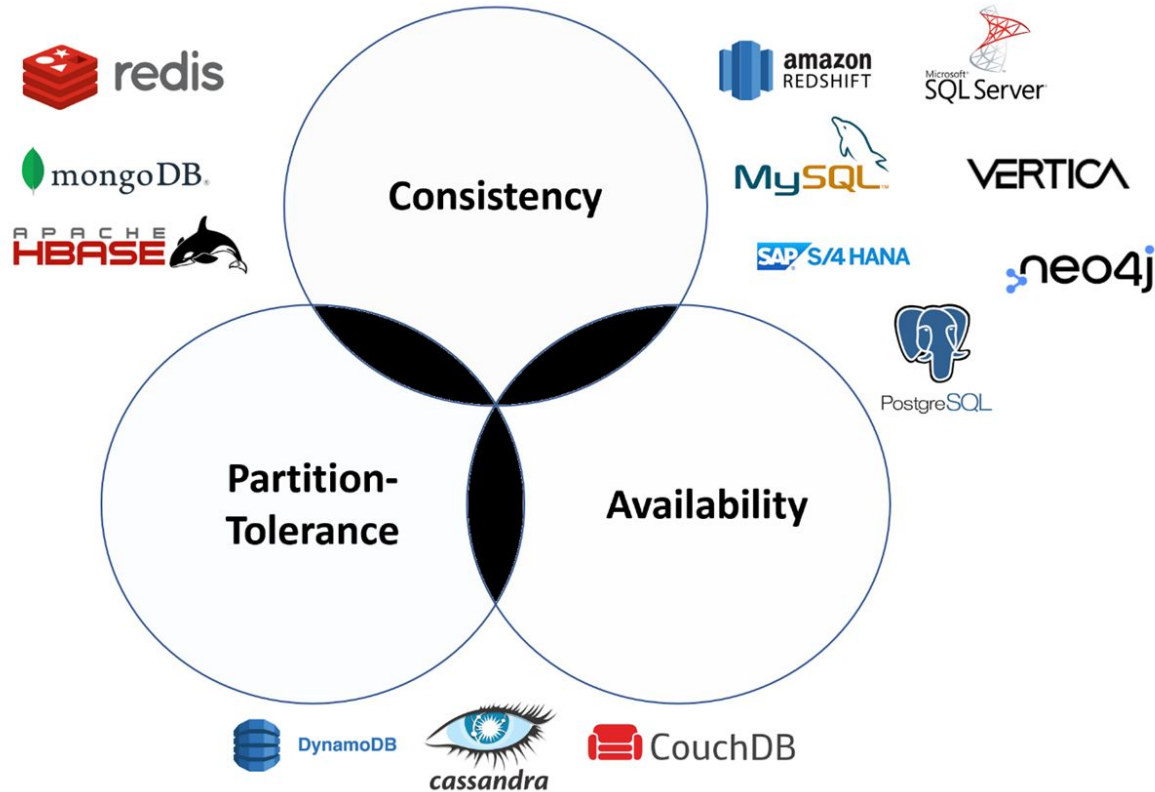 redis
mongoDB®
APACHE
HBASE
amazon
REDSHIFT
Microsoft®
SQL Server®
MySQL™
VERTICA
SAP® S/4 HANA
neo4j
PostgreSQL
Consistency
Partition-
Tolerance
Availability
DynamoDB
cassandra
CouchDB